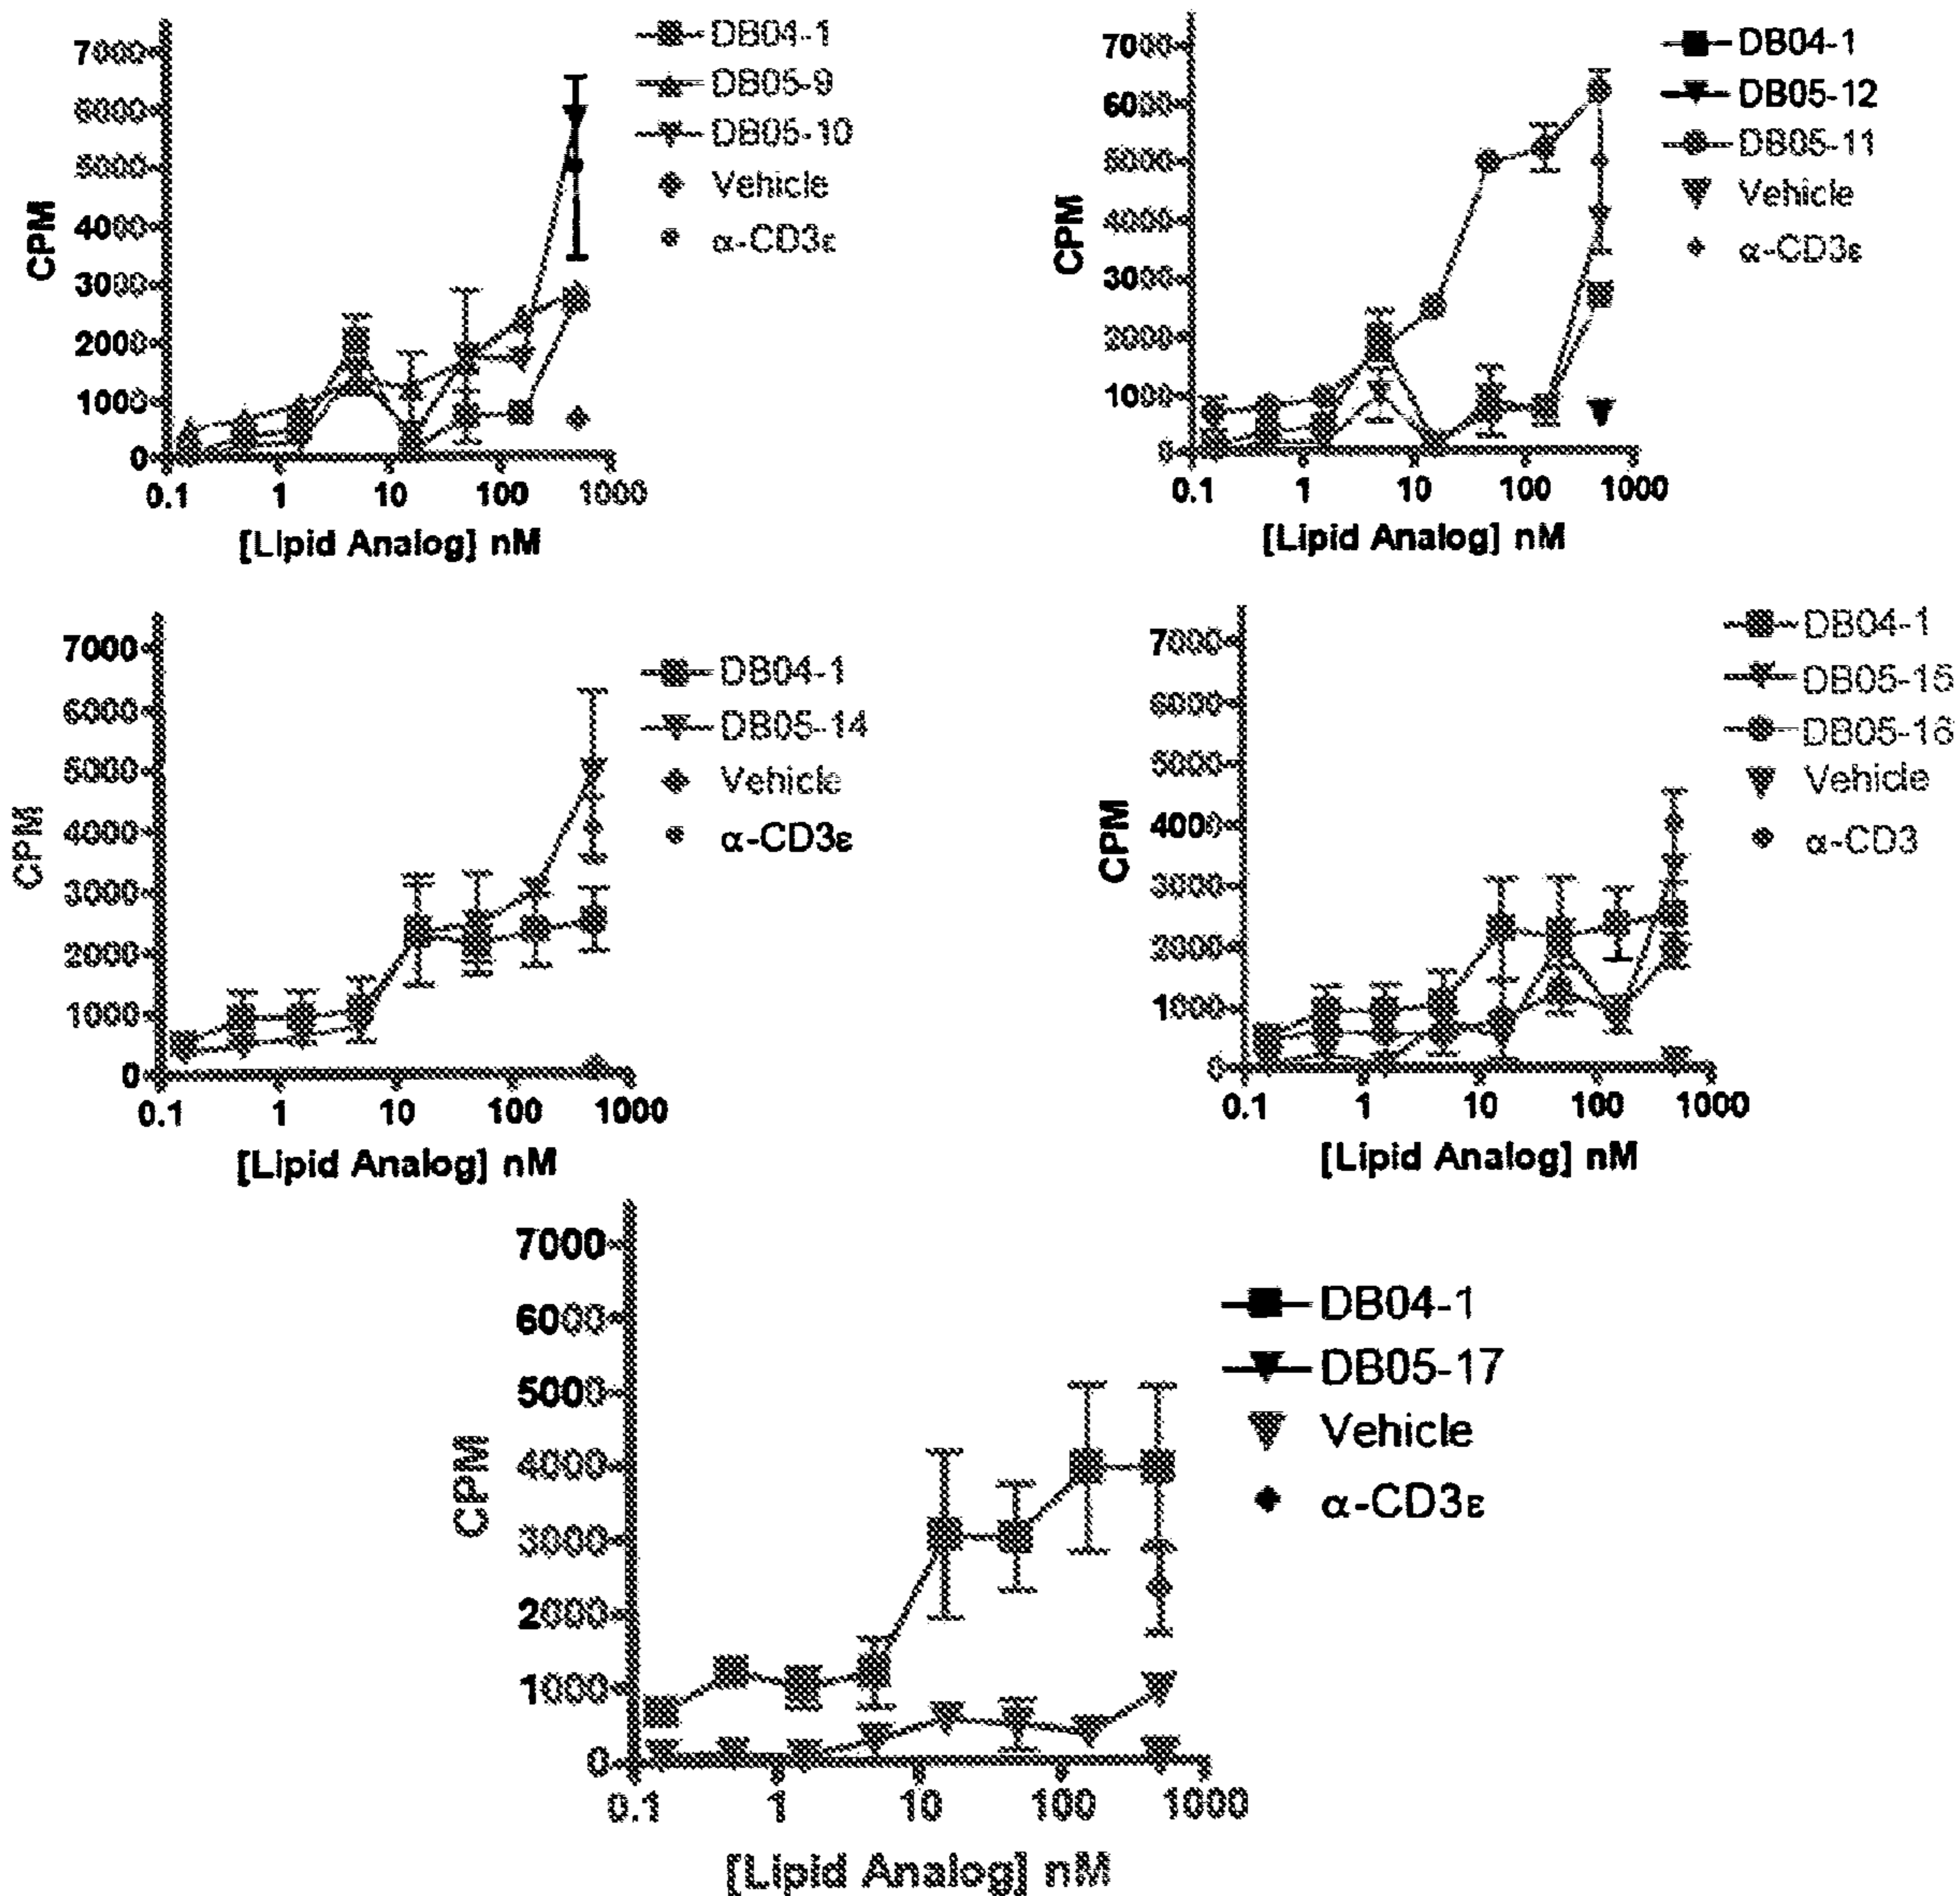 7000
6000
5000
4000
3000
2000
1000
0
CPM
0.1 1 10 100 1000
[Lipid Analog] nM
DB04-1
DB05-9
DB05-10
Vehicle
α-CD3ε
7000
6000
5000
4000
3000
2000
1000
0
CPM
0.1 1 10 100 1000
[Lipid Analog] nM
DB04-1
DB05-12
DB05-11
Vehicle
α-CD3ε
7000
6000
5000
4000
3000
2000
1000
0
CPM
0.1 1 10 100 1000
[Lipid Analog] nM
DB04-1
DB05-14
Vehicle
α-CD3ε
7000
6000
5000
4000
3000
2000
1000
0
CPM
0.1 1 10 100 1000
[Lipid Analog] nM
DB04-1
DB05-15
DB05-16
Vehicle
α-CD3
7000
6000
5000
4000
3000
2000
1000
0
CPM
0.1 1 10 100 1000
[Lipid Analog] nM
DB04-1
DB05-17
Vehicle
α-CD3ε